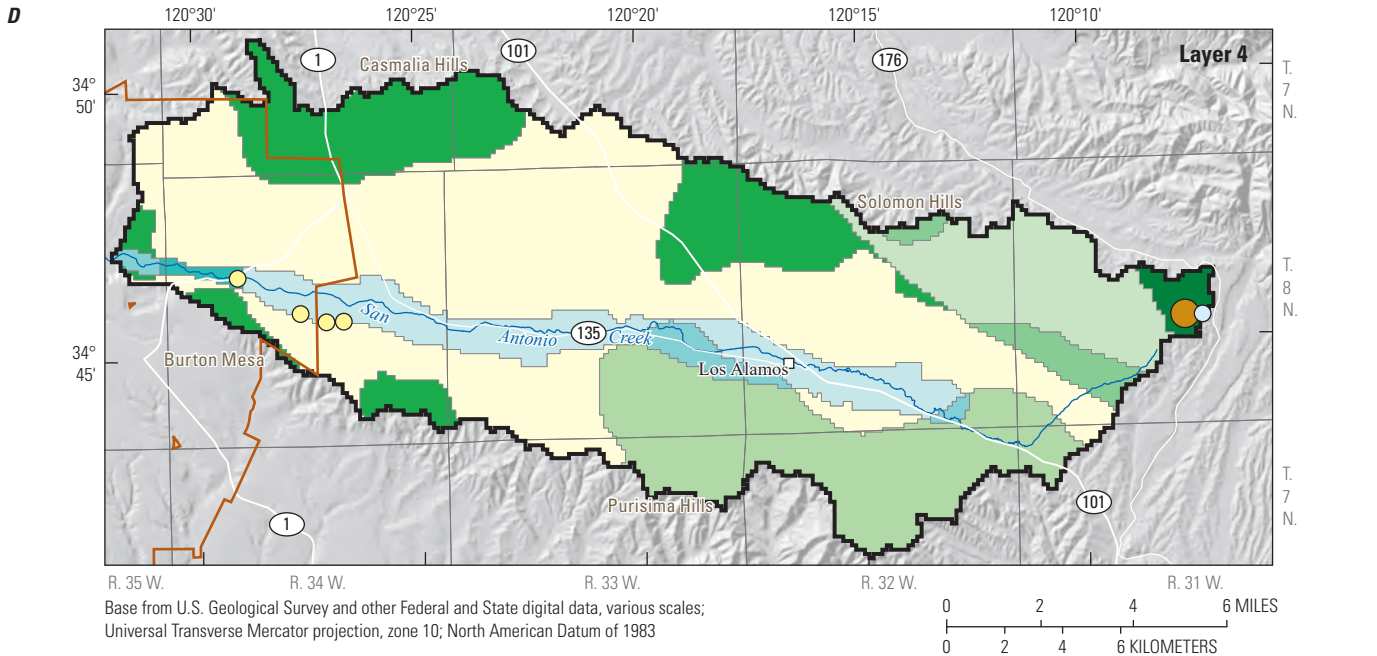 D
120°30' 120°25' 120°20' 120°15' 120°10'
Layer 4
1 101 176
Casmalia Hills
34°
50'
T.
7
N.
Solomon Hills
T.
8
N.
San
Antonio 135 Creek
Los Alamos
Burton Mesa
34°
45'
Purisima Hills
T.
7
N.
1
101
R. 35 W. R. 34 W. R. 33 W. R. 32 W. R. 31 W.
Base from U.S. Geological Survey and other Federal and State digital data, various scales;
Universal Transverse Mercator projection, zone 10; North American Datum of 1983
0 2 4 6 MILES
0 2 4 6 KILOMETERS